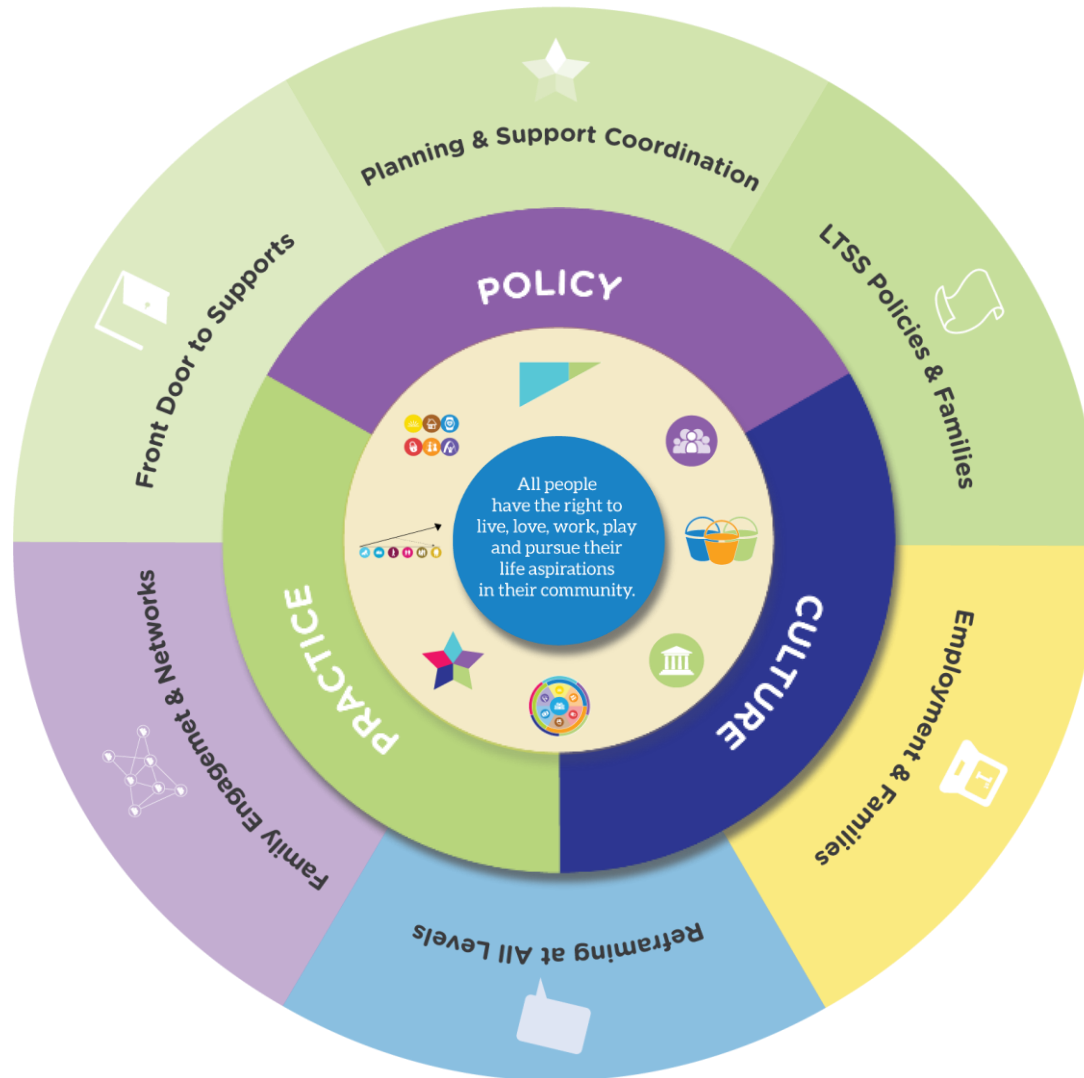 Planning & Support Coordination
LTSS Policies & Families
Employment & Families
Reframing at All Levels
Family Engagemet & Networks
Front Door to Supports
POLICY
CULTURE
PRACTICE
All people
have the right to
live, love, work, play
and pursue their
life aspirations
in their community.